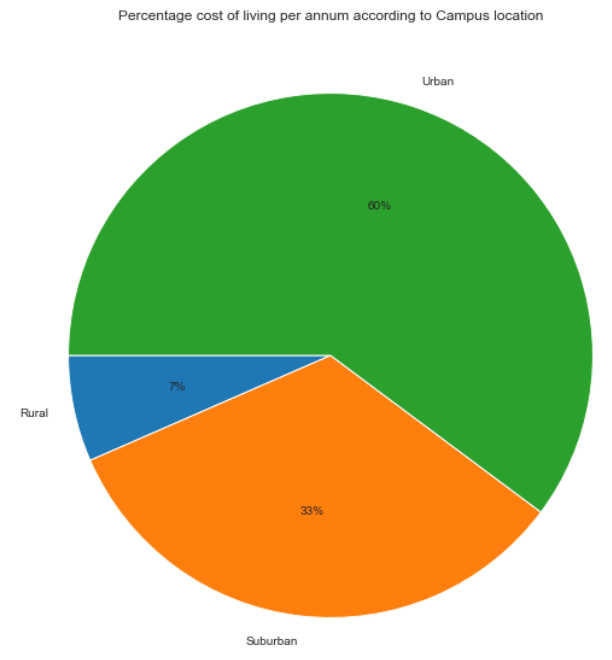 Percentage cost of living per annum according to Campus location
Urban
60%
7%
Rural
33%
Suburban